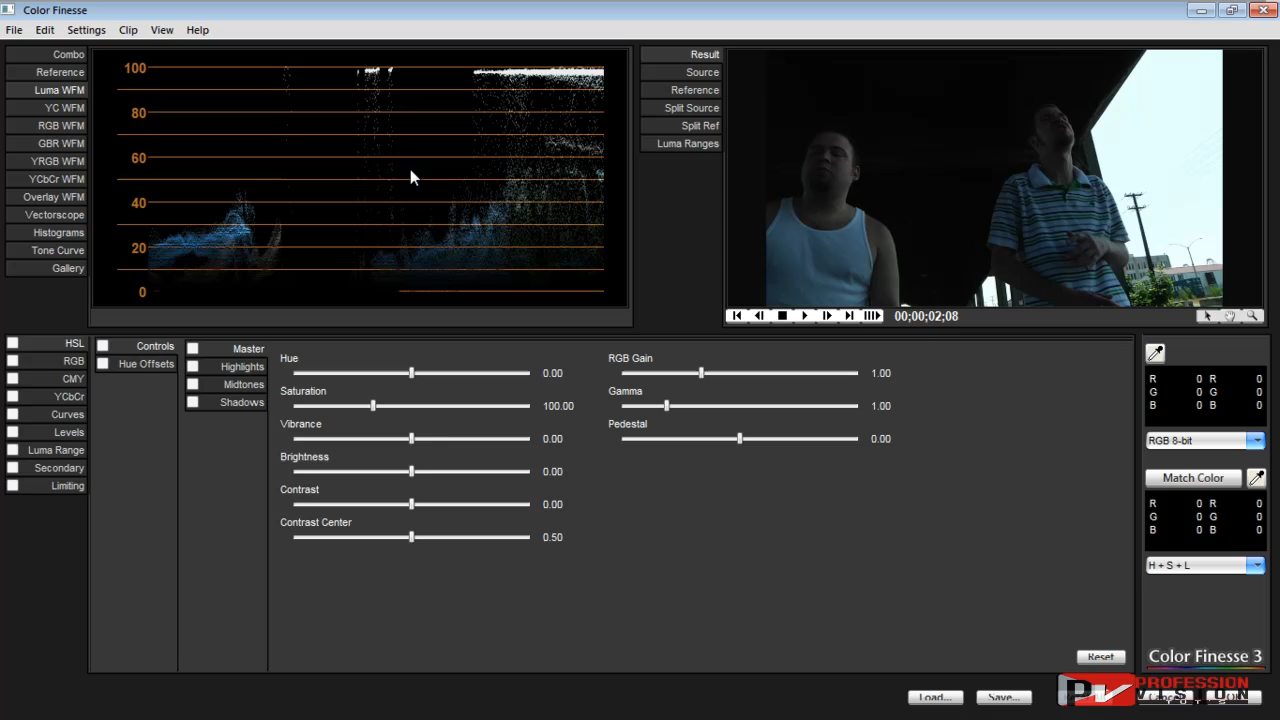 Color Finesse
File Edit Settings Clip View Help
Combo
Reference
Luma WFM
YC WFM
RGB WFM
GBR WFM
YRGB WFM
YCbCr WFM
Overlay WFM
Vectorscope
Histograms
Tone Curve
Gallery
100
80
60
40
20
0
Result
Source
Reference
Split Source
Split Ref
Luma Ranges
00;00;02;08
HSL
RGB
CMY
YCbCr
Curves
Levels
Luma Range
Secondary
Limiting
Controls
Hue Offsets
Master
Highlights
Midtones
Shadows
Hue
0.00
Saturation
100.00
Vibrance
0.00
Brightness
0.00
Contrast
0.00
Contrast Center
0.50
RGB Gain
1.00
Gamma
1.00
Pedestal
0.00
R 0 R 0
G 0 G 0
B 0 B 0
RGB 8-bit
Match Color
R 0 R 0
G 0 G 0
B 0 B 0
H + S + L
Reset
Color Finesse 3
Load... Save...
PV PROFESSION
VISION